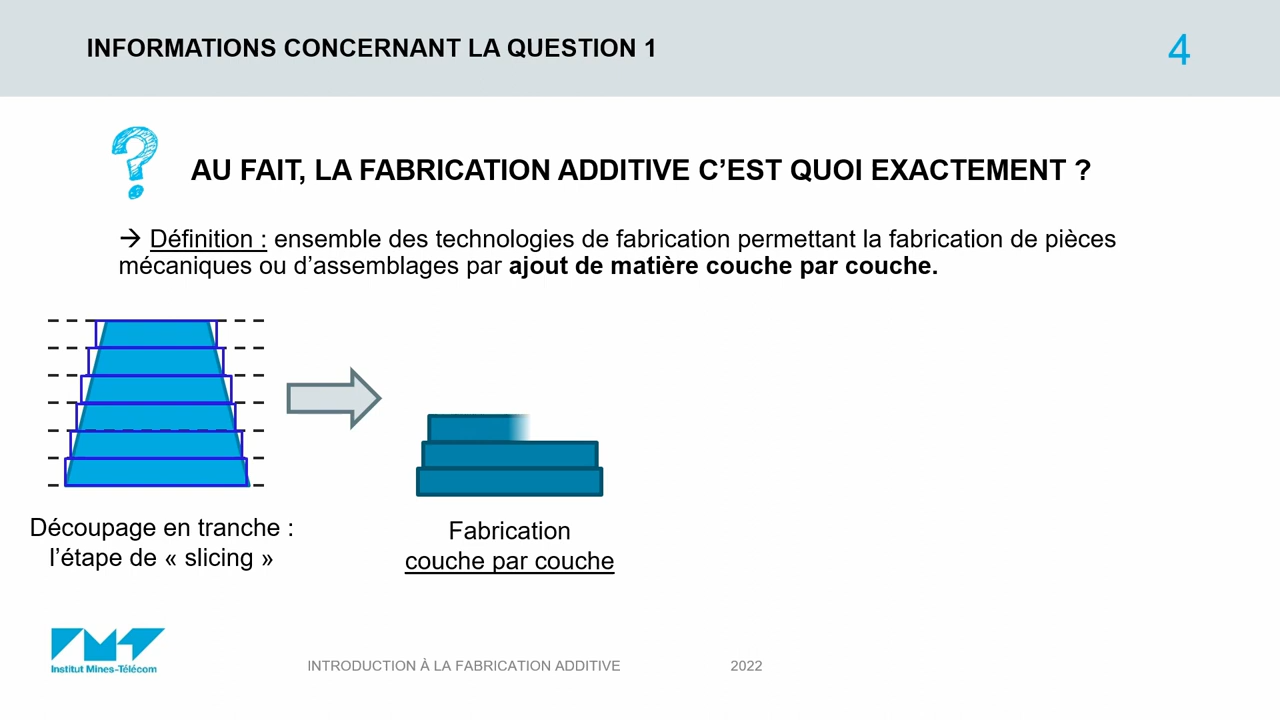 INFORMATIONS CONCERNANT LA QUESTION 1
4
?
AU FAIT, LA FABRICATION ADDITIVE C’EST QUOI EXACTEMENT ?
→ Définition : ensemble des technologies de fabrication permettant la fabrication de pièces
mécaniques ou d’assemblages par ajout de matière couche par couche.
Découpage en tranche :
l’étape de « slicing »
Fabrication
couche par couche
IMT
Institut Mines-Télécom
INTRODUCTION À LA FABRICATION ADDITIVE
2022